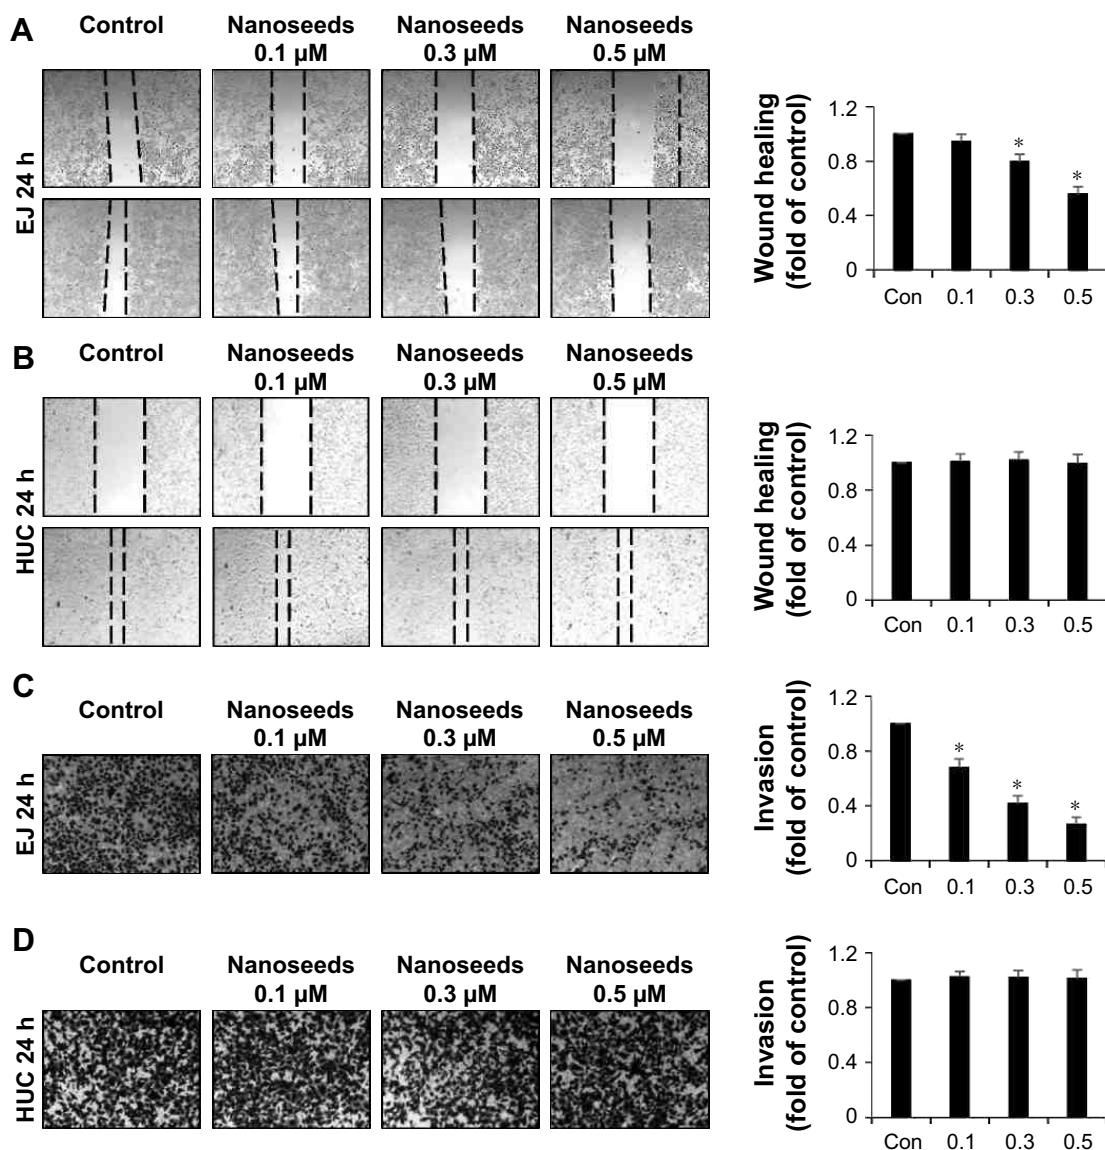 A
Control
Nanoseeds
0.1 µM
Nanoseeds
0.3 µM
Nanoseeds
0.5 µM
EJ 24 h
Wound healing
(fold of control)
1.2
0.8
0.4
0
*
*
Con 0.1 0.3 0.5
B
Control
Nanoseeds
0.1 µM
Nanoseeds
0.3 µM
Nanoseeds
0.5 µM
HUC 24 h
Wound healing
(fold of control)
1.2
0.8
0.4
0
Con 0.1 0.3 0.5
C
Control
Nanoseeds
0.1 µM
Nanoseeds
0.3 µM
Nanoseeds
0.5 µM
EJ 24 h
Invasion
(fold of control)
1.2
0.8
0.4
0
*
*
*
Con 0.1 0.3 0.5
D
Control
Nanoseeds
0.1 µM
Nanoseeds
0.3 µM
Nanoseeds
0.5 µM
HUC 24 h
Invasion
(fold of control)
1.2
0.8
0.4
0
Con 0.1 0.3 0.5